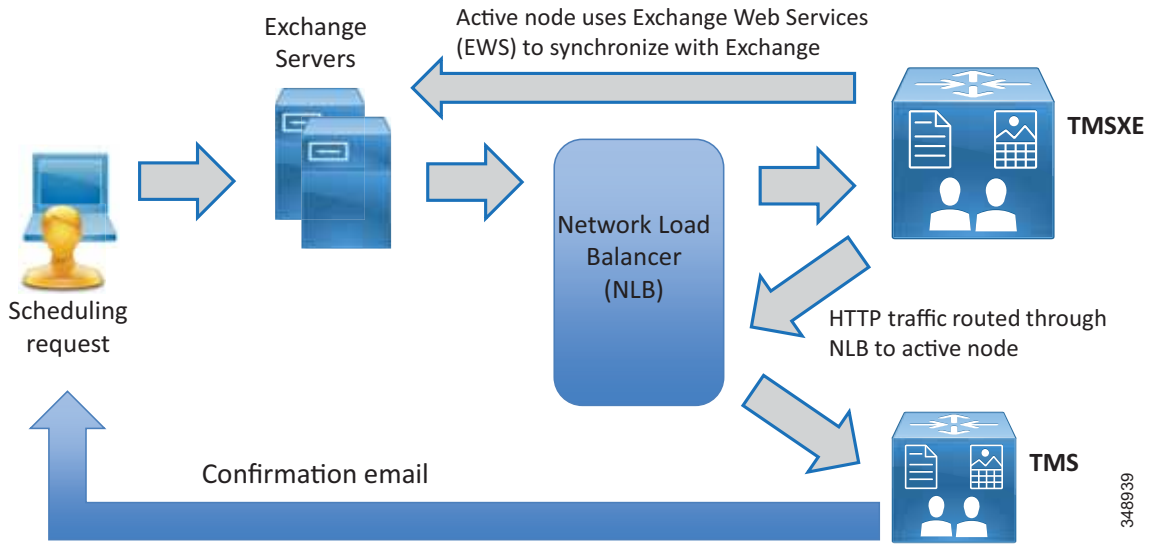 Exchange
Servers
Active node uses Exchange Web Services
(EWS) to synchronize with Exchange
TMSXE
Network Load
Balancer
(NLB)
Scheduling
request
HTTP traffic routed through
NLB to active node
Confirmation email
TMS
348939